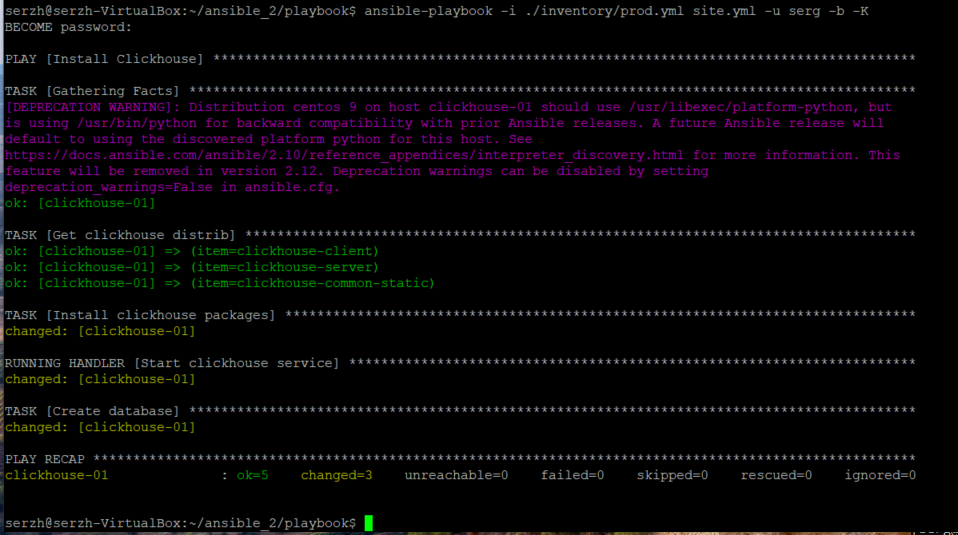 serzh@serzh-VirtualBox:~/ansible_2/playbook$ ansible-playbook -i ./inventory/prod.yml site.yml -u serg -b -K
BECOME password:
PLAY [Install Clickhouse] ****************************************************************************************
TASK [Gathering Facts] *******************************************************************************************
[DEPRECATION WARNING]: Distribution centos 9 on host clickhouse-01 should use /usr/libexec/platform-python, but
is using /usr/bin/python for backward compatibility with prior Ansible releases. A future Ansible release will
default to using the discovered platform python for this host. See
https://docs.ansible.com/ansible/2.10/reference_appendices/interpreter_discovery.html for more information. This
feature will be removed in version 2.12. Deprecation warnings can be disabled by setting
deprecation_warnings=False in ansible.cfg.
ok: [clickhouse-01]
TASK [Get clickhouse distrib] ************************************************************************************
ok: [clickhouse-01] => (item=clickhouse-client)
ok: [clickhouse-01] => (item=clickhouse-server)
ok: [clickhouse-01] => (item=clickhouse-common-static)
TASK [Install clickhouse packages] *******************************************************************************
changed: [clickhouse-01]
RUNNING HANDLER [Start clickhouse service] ***********************************************************************
changed: [clickhouse-01]
TASK [Create database] *******************************************************************************************
changed: [clickhouse-01]
PLAY RECAP *******************************************************************************************************
clickhouse-01              : ok=5    changed=3    unreachable=0    failed=0    skipped=0    rescued=0    ignored=0
serzh@serzh-VirtualBox:~/ansible_2/playbook$